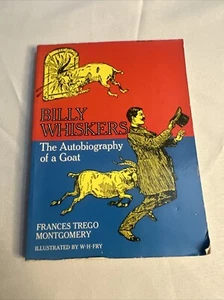 BILLY
WHISKERS
The Autobiography
of a Goat
FRANCES TREGO
MONTGOMERY
ILLUSTRATED BY W·H·FRY